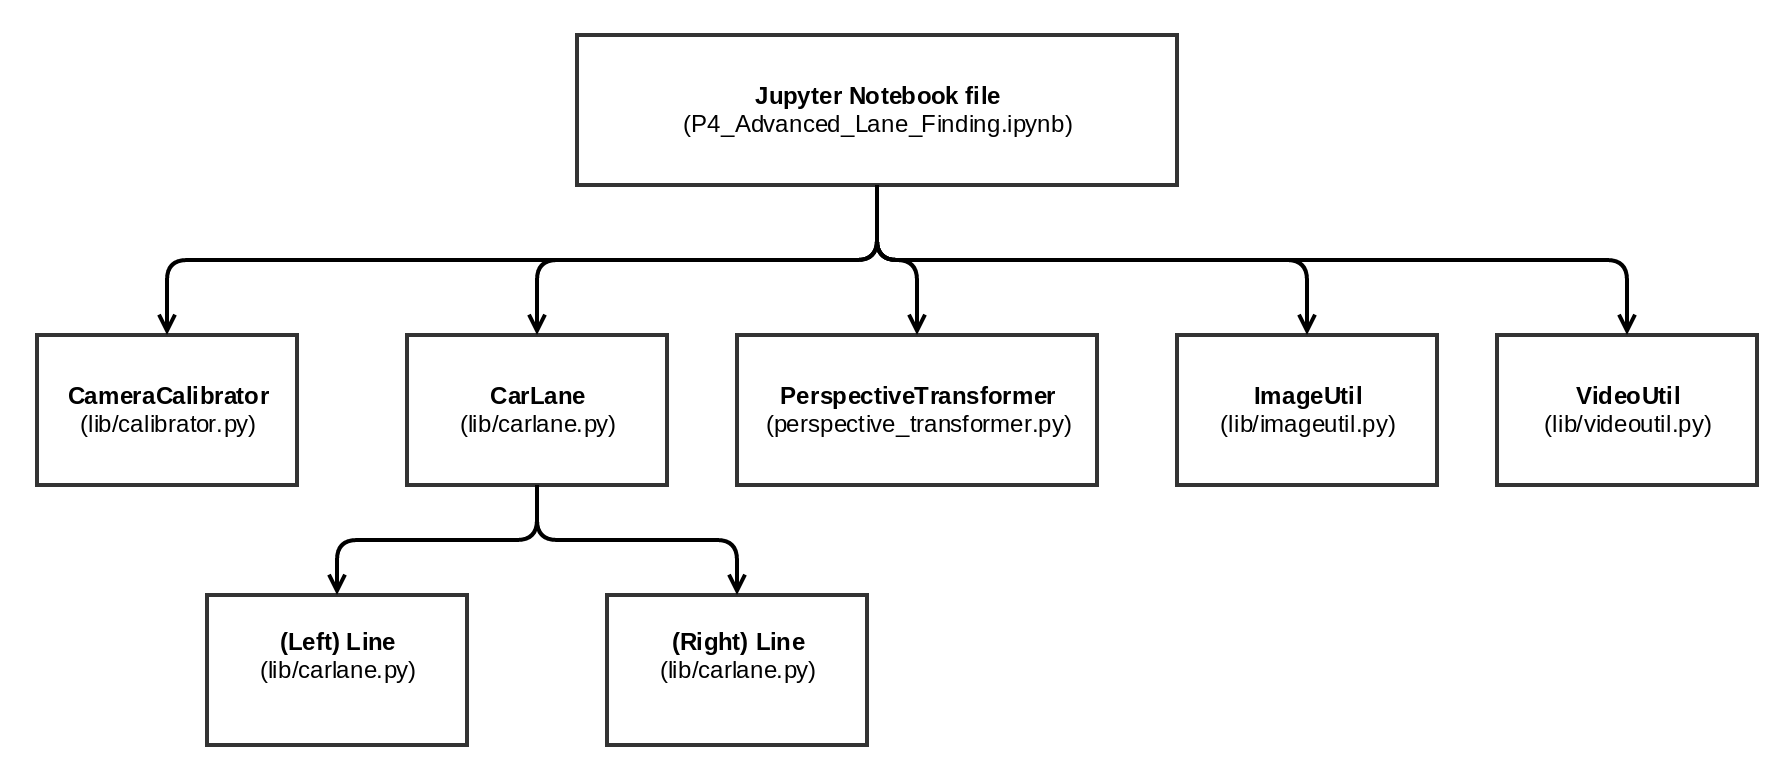 Jupyter Notebook file
(P4_Advanced_Lane_Finding.ipynb)
CameraCalibrator
(lib/calibrator.py)
CarLane
(lib/carlane.py)
PerspectiveTransformer
(perspective_transformer.py)
ImageUtil
(lib/imageutil.py)
VideoUtil
(lib/videoutil.py)
(Left) Line
(lib/carlane.py)
(Right) Line
(lib/carlane.py)